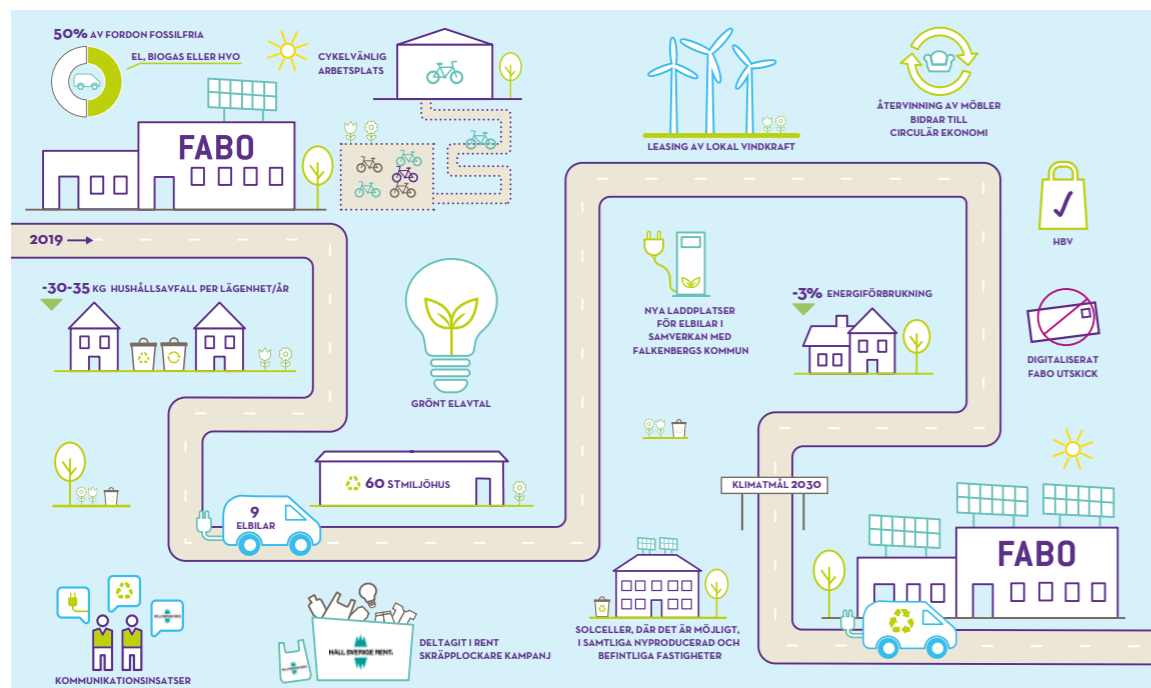 50% AV FORDON FOSSILFRIA
EL, BIOGAS ELLER HVO
CYKELVÄNLIG
ARBETSPLATS
FABO
LEASING AV LOKAL VINDKRAFT
ÅTERVINNING AV MÖBLER
BIDRAR TILL
CIRCULÄR EKONOMI
HBV
2019
-30-35 KG HUSHÅLLSAVFALL PER LÄGENHET/ÅR
GRÖNT ELAVTAL
NYA LADDPLATSER
FÖR ELBILAR I
SAMVERKAN MED
FALKENBERGS KOMMUN
-3% ENERGIFÖRBRUKNING
DIGITALISERAT
FABO UTSKICK
60 STMILJÖHUS
9
ELBILAR
KLIMATMÅL 2030
FABO
KOMMUNIKATIONSINSATSER
HÅLL SVERIGE RENT.
DELTAGIT I RENT
SKRÄPPLOCKARE KAMPANJ
SOLCELLER, DÄR DET ÄR MÖJLIGT,
I SAMTLIGA NYPRODUCERAD OCH
BEFINTLIGA FASTIGHETER